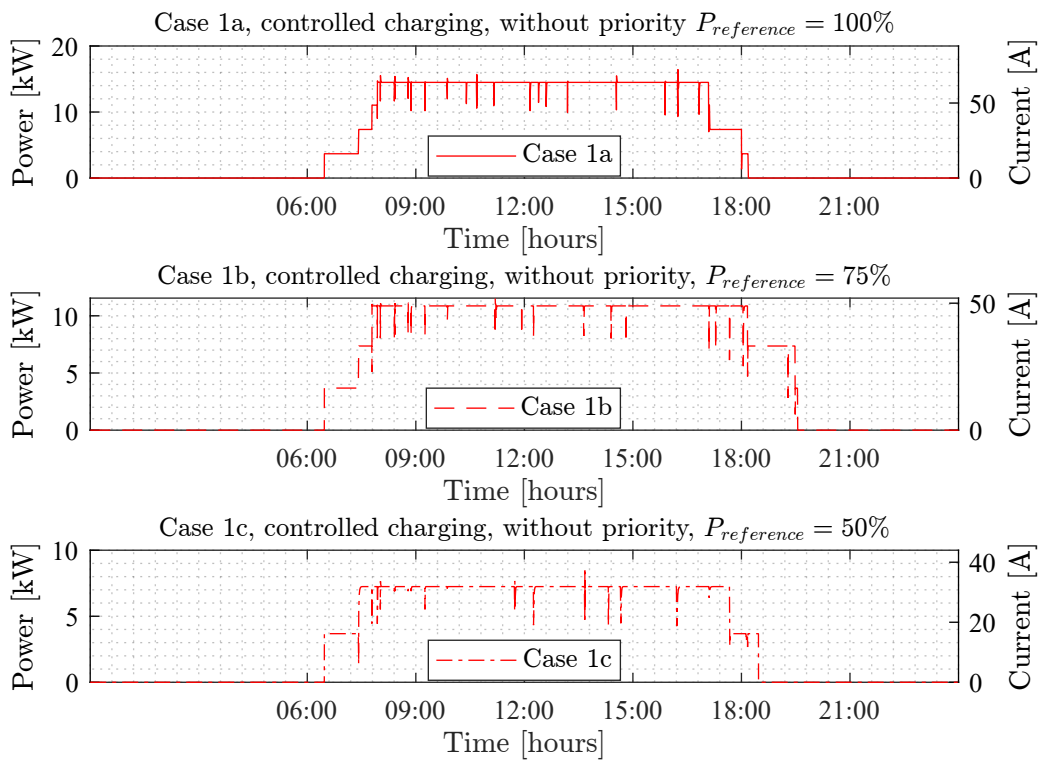 Case 1a, controlled charging, without priority P_reference = 100%
20
10
0
Power [kW]
50
0
Current [A]
Case 1a
06:00 09:00 12:00 15:00 18:00 21:00
Time [hours]
Case 1b, controlled charging, without priority, P_reference = 75%
10
5
0
Power [kW]
50
0
Current [A]
Case 1b
06:00 09:00 12:00 15:00 18:00 21:00
Time [hours]
Case 1c, controlled charging, without priority, P_reference = 50%
10
5
0
Power [kW]
40
20
0
Current [A]
Case 1c
06:00 09:00 12:00 15:00 18:00 21:00
Time [hours]